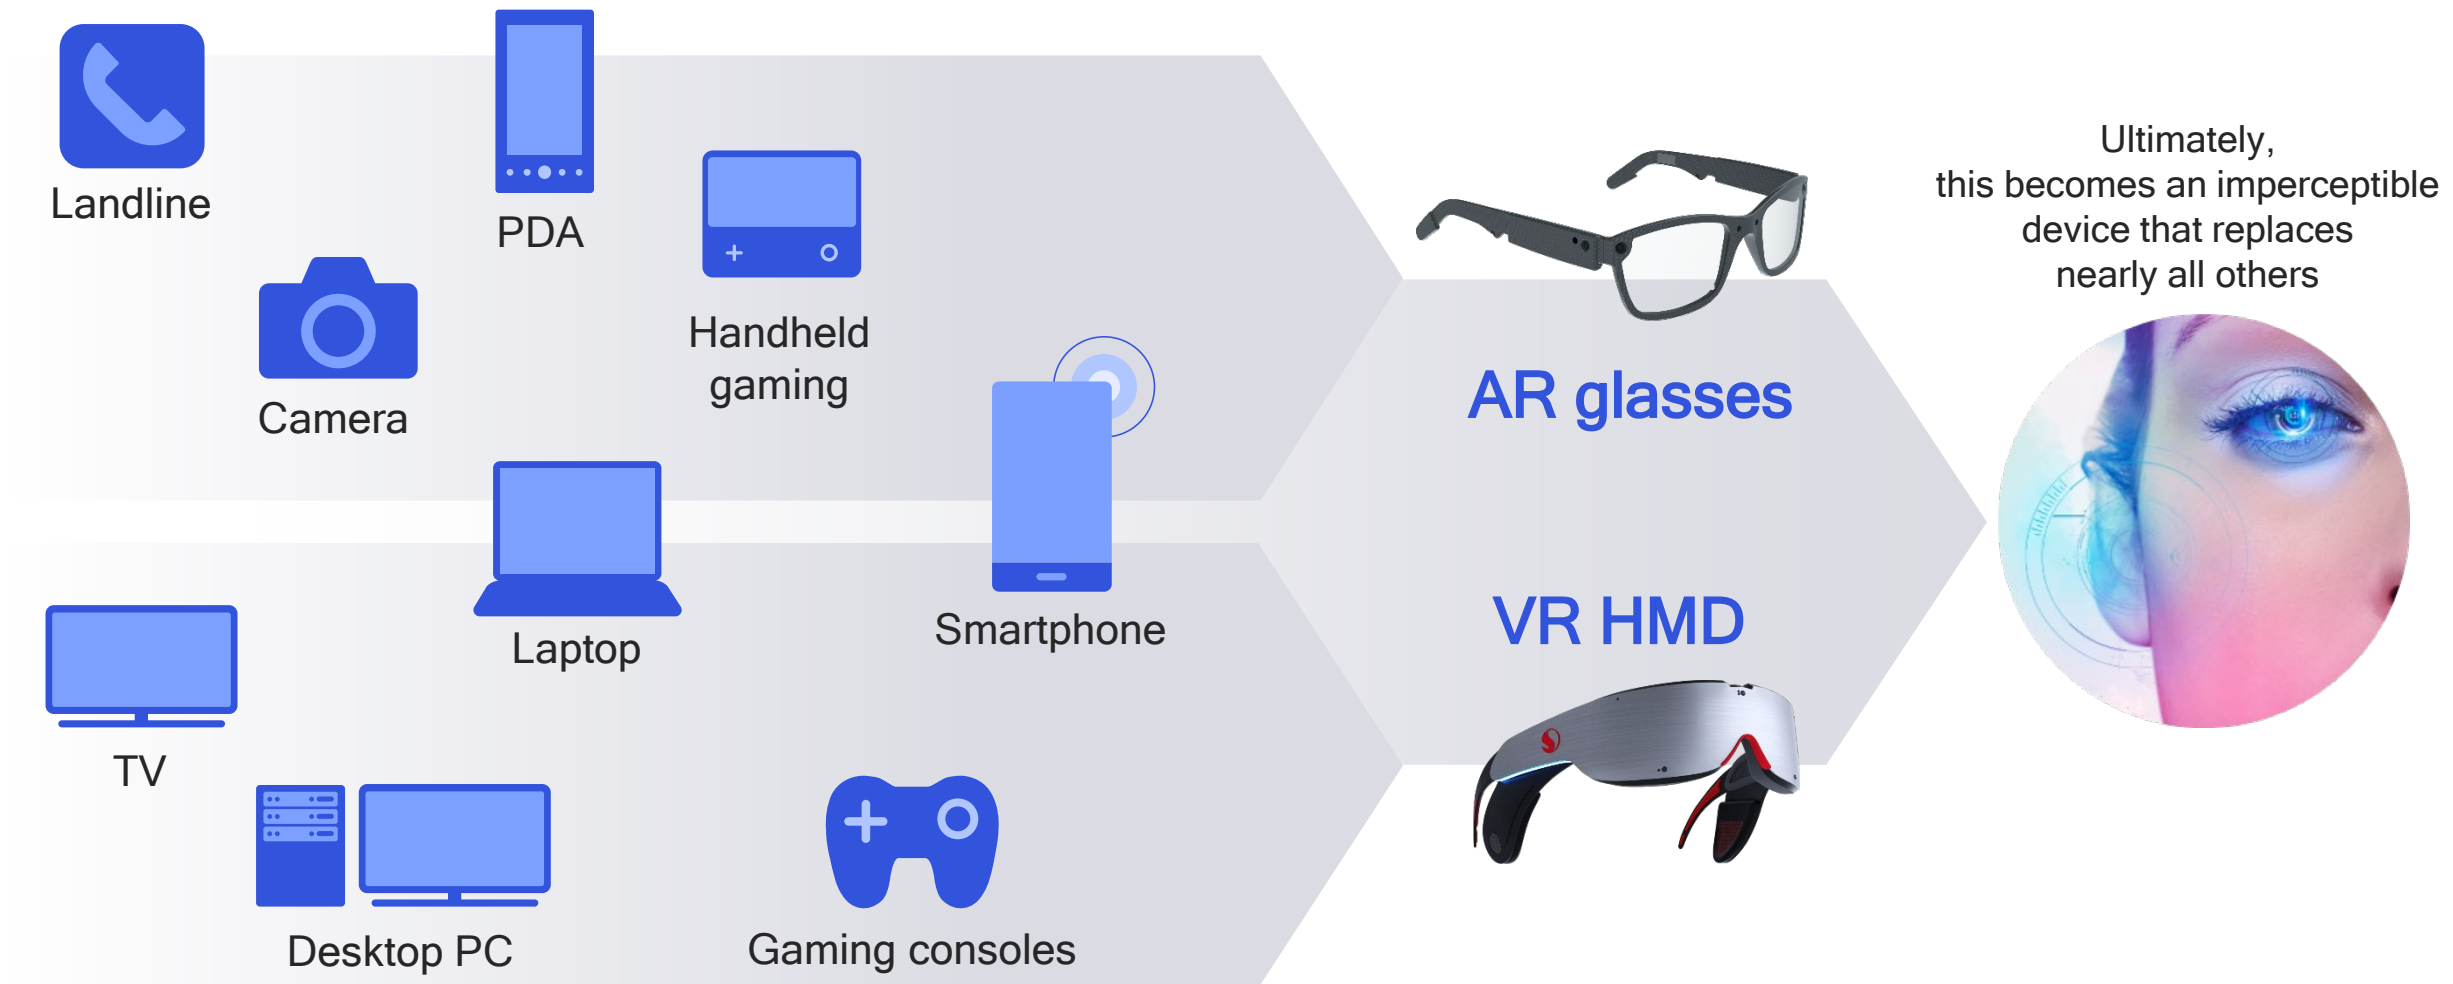 Landline
PDA
Camera
Handheld
gaming
Laptop
Smartphone
TV
Desktop PC
Gaming consoles
AR glasses
VR HMD
Ultimately,
this becomes an imperceptible
device that replaces
nearly all others